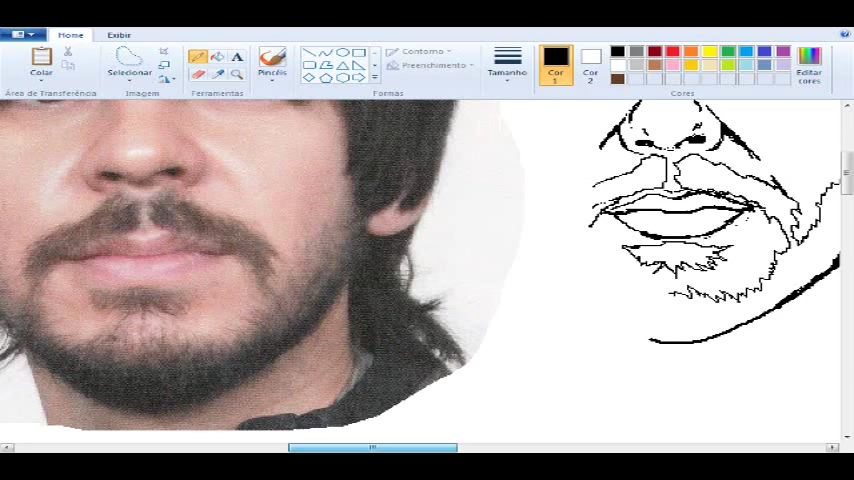 Home Exibir
Colar
Selecionar
A
Pincéis
Contorno
Preenchimento
Tamanho
Cor 1
Cor 2
Editar cores
Área de Transferência Imagem Ferramentas Formas Cores